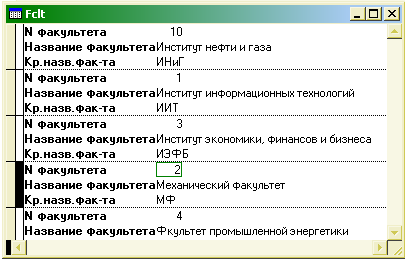 Fclt
N факультета 10
Название факультета Институт нефти и газа
Кр.назв.фак-та ИНиГ
N факультета 1
Название факультета Институт информационных технологий
Кр.назв.фак-та ИИТ
N факультета 3
Название факультета Институт экономики, финансов и бизнеса
Кр.назв.фак-та ИЭФБ
N факультета 2
Название факультета Механический факультет
Кр.назв.фак-та МФ
N факультета 4
Название факультета Фкультет промышленной энергетики